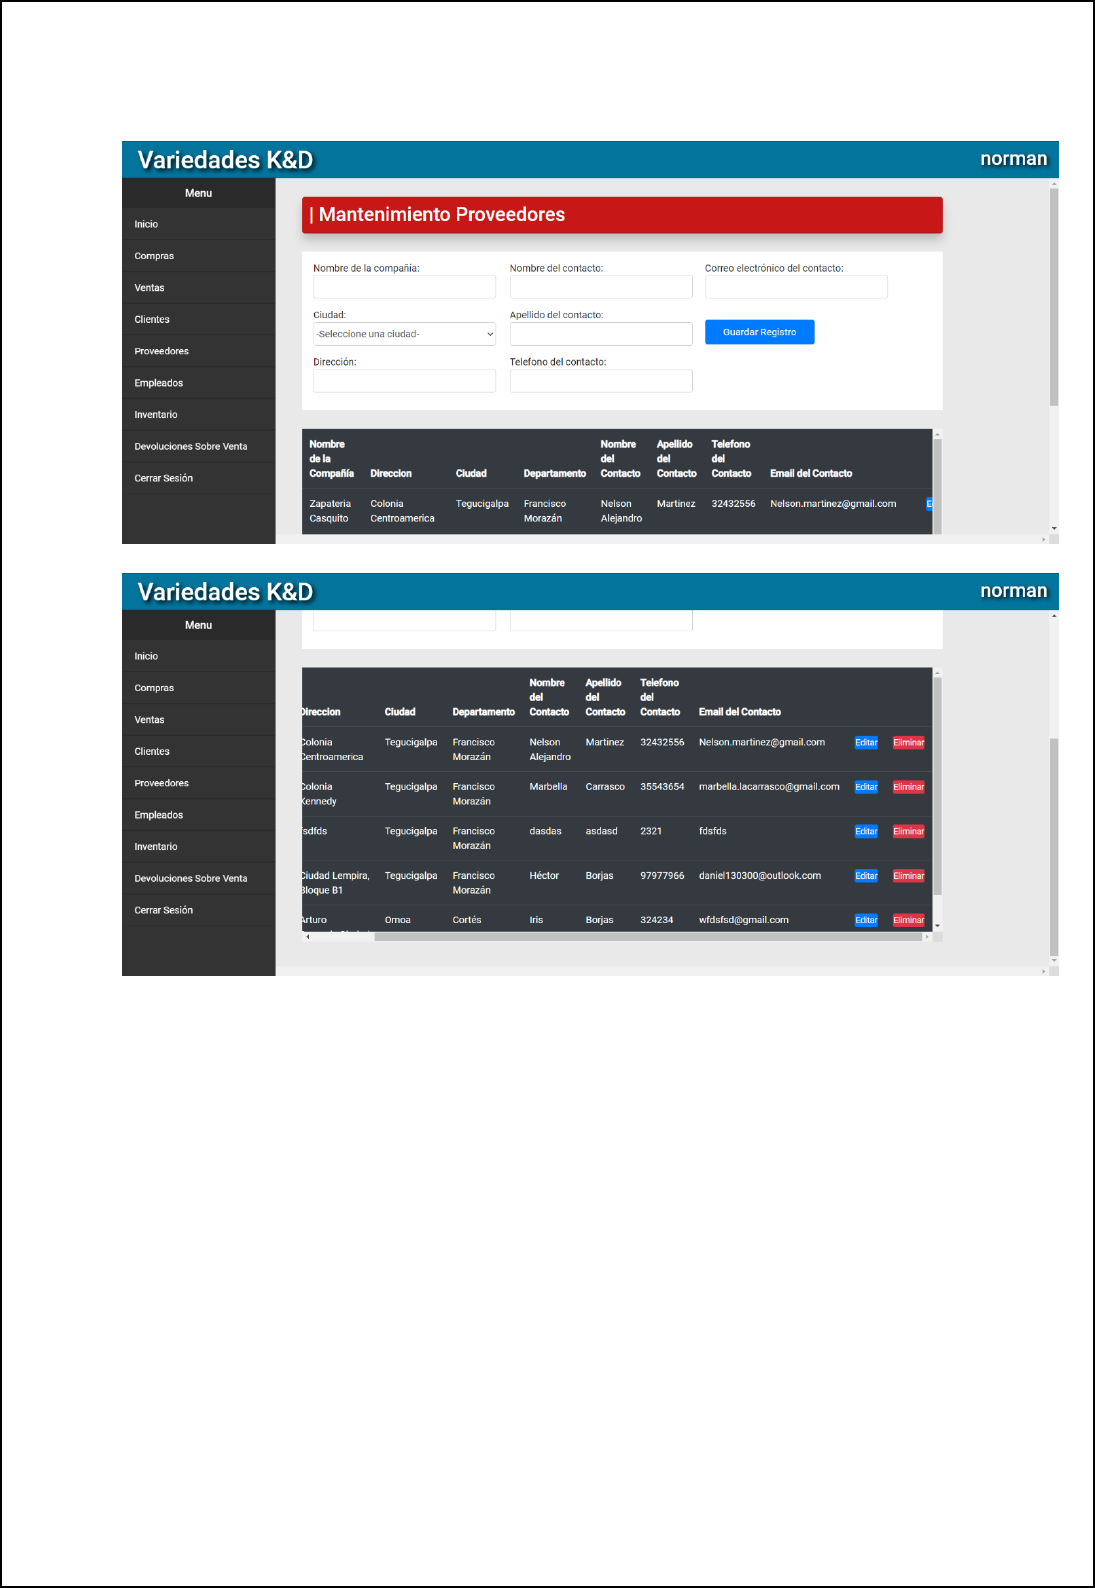 Variedades K&D
norman
Menu
Inicio
Compras
Ventas
Clientes
Proveedores
Empleados
Inventario
Devoluciones Sobre Venta
Cerrar Sesión
| Mantenimiento Proveedores
Nombre de la compañía:
Nombre del contacto:
Correo electrónico del contacto:
Ciudad:
Apellido del contacto:
-Seleccione una ciudad-
Guardar Registro
Dirección:
Telefono del contacto:
Nombre de la Compañía Direccion Ciudad Departamento Nombre del Contacto Apellido del Contacto Telefono del Contacto Email del Contacto
Zapateria Casquito Colonia Centroamerica Tegucigalpa Francisco Morazán Nelson Alejandro Martinez 32432556 Nelson.martinez@gmail.com
Variedades K&D
norman
Menu
Inicio
Compras
Ventas
Clientes
Proveedores
Empleados
Inventario
Devoluciones Sobre Venta
Cerrar Sesión
Direccion Ciudad Departamento Nombre del Contacto Apellido del Contacto Telefono del Contacto Email del Contacto
Colonia Centroamerica Tegucigalpa Francisco Morazán Nelson Alejandro Martinez 32432556 Nelson.martinez@gmail.com Editar Eliminar
Colonia Kennedy Tegucigalpa Francisco Morazán Marbella Carrasco 35543654 marbella.lacarrasco@gmail.com Editar Eliminar
fsdfds Tegucigalpa Francisco Morazán dasdas asdasd 2321 fdsfds Editar Eliminar
Ciudad Lempira, Bloque B1 Tegucigalpa Francisco Morazán Héctor Borjas 97977966 daniel130300@outlook.com Editar Eliminar
Arturo Omoa Cortés Iris Borjas 324234 wfdsfsd@gmail.com Editar Eliminar